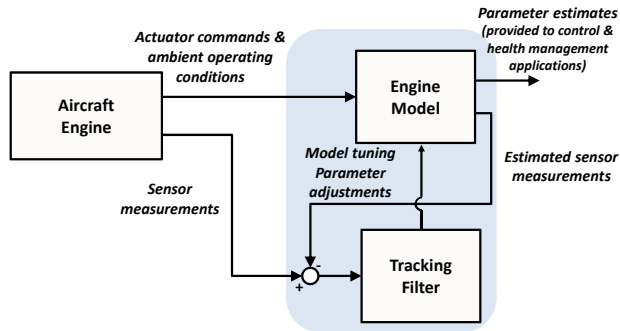 Actuator commands &
ambient operating
conditions
Parameter estimates
(provided to control &
health management
applications)
Aircraft
Engine
Engine
Model
Model tuning
Parameter
adjustments
Estimated sensor
measurements
Sensor
measurements
-
+
Tracking
Filter